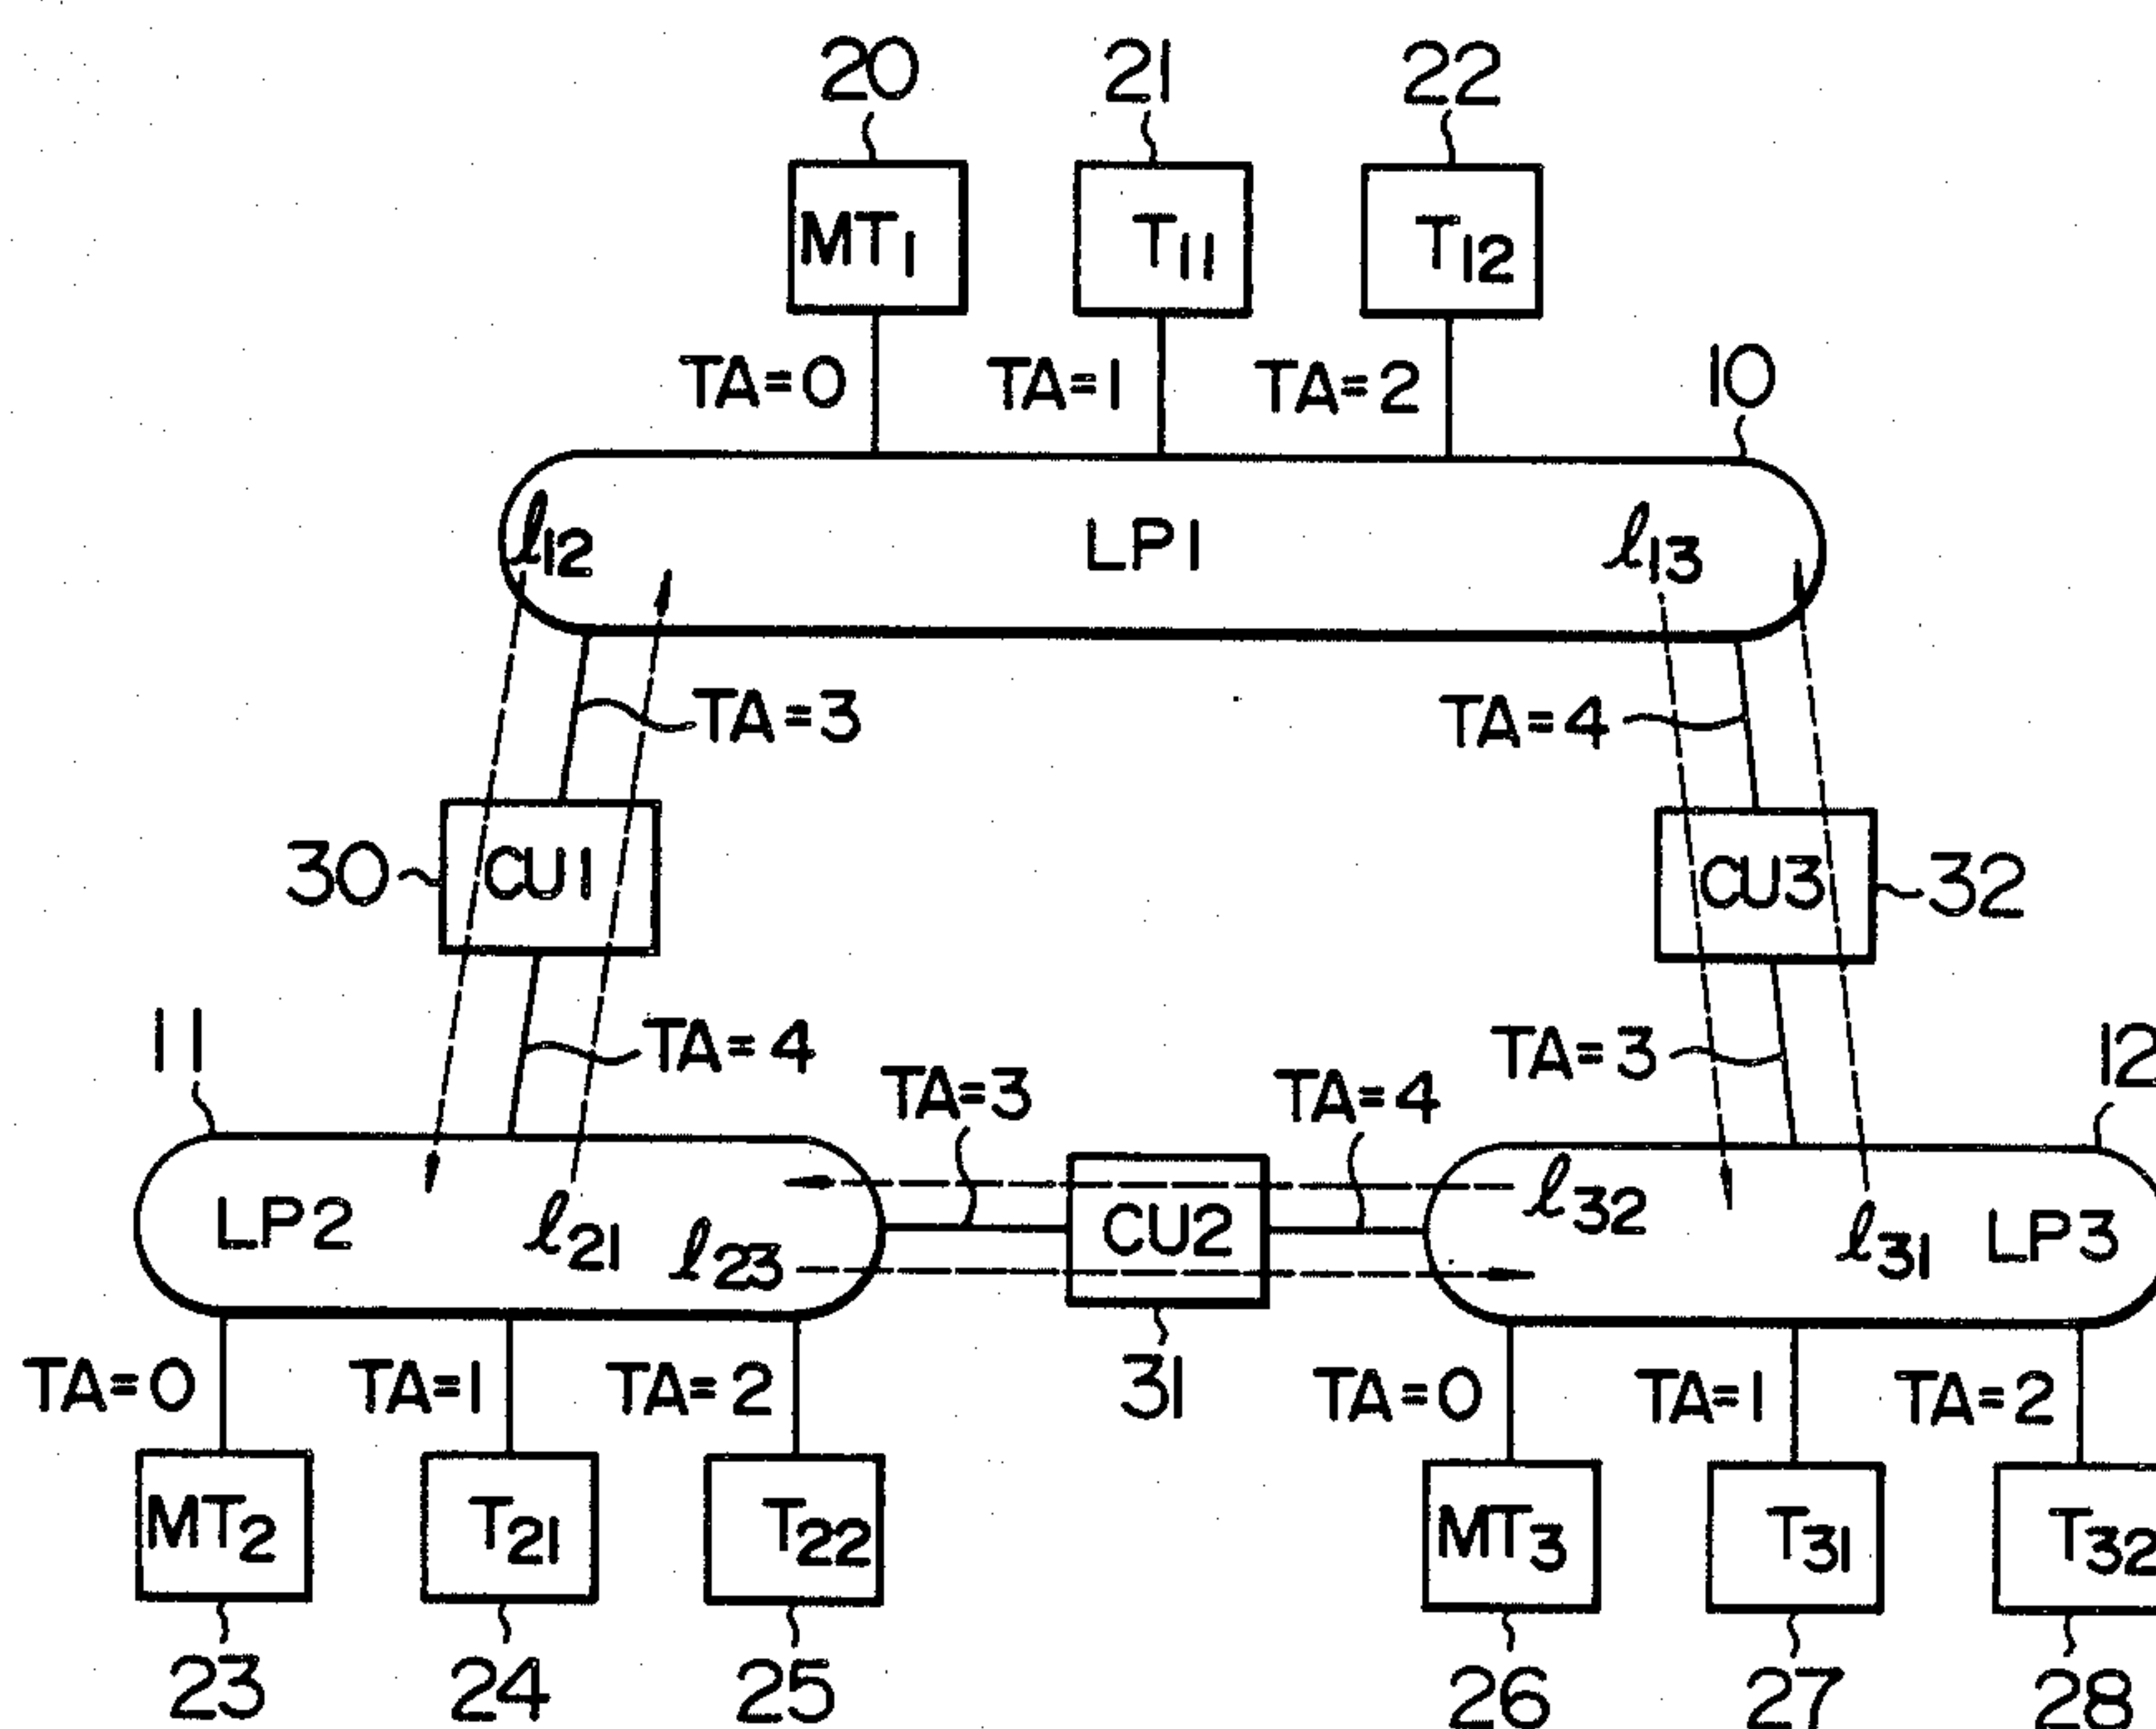 20 21 22
MT1 T11 T12
TA=0 TA=1 TA=2 10
l12 LP1 l13
TA=3 TA=4
30 CU1 CU3 32
11 TA=4 TA=3 12
TA=3 TA=4
LP2 l21 l23 CU2 l32 l31 LP3
31
TA=0 TA=1 TA=2 TA=0 TA=1 TA=2
MT2 T21 T22 MT3 T31 T32
23 24 25 26 27 28